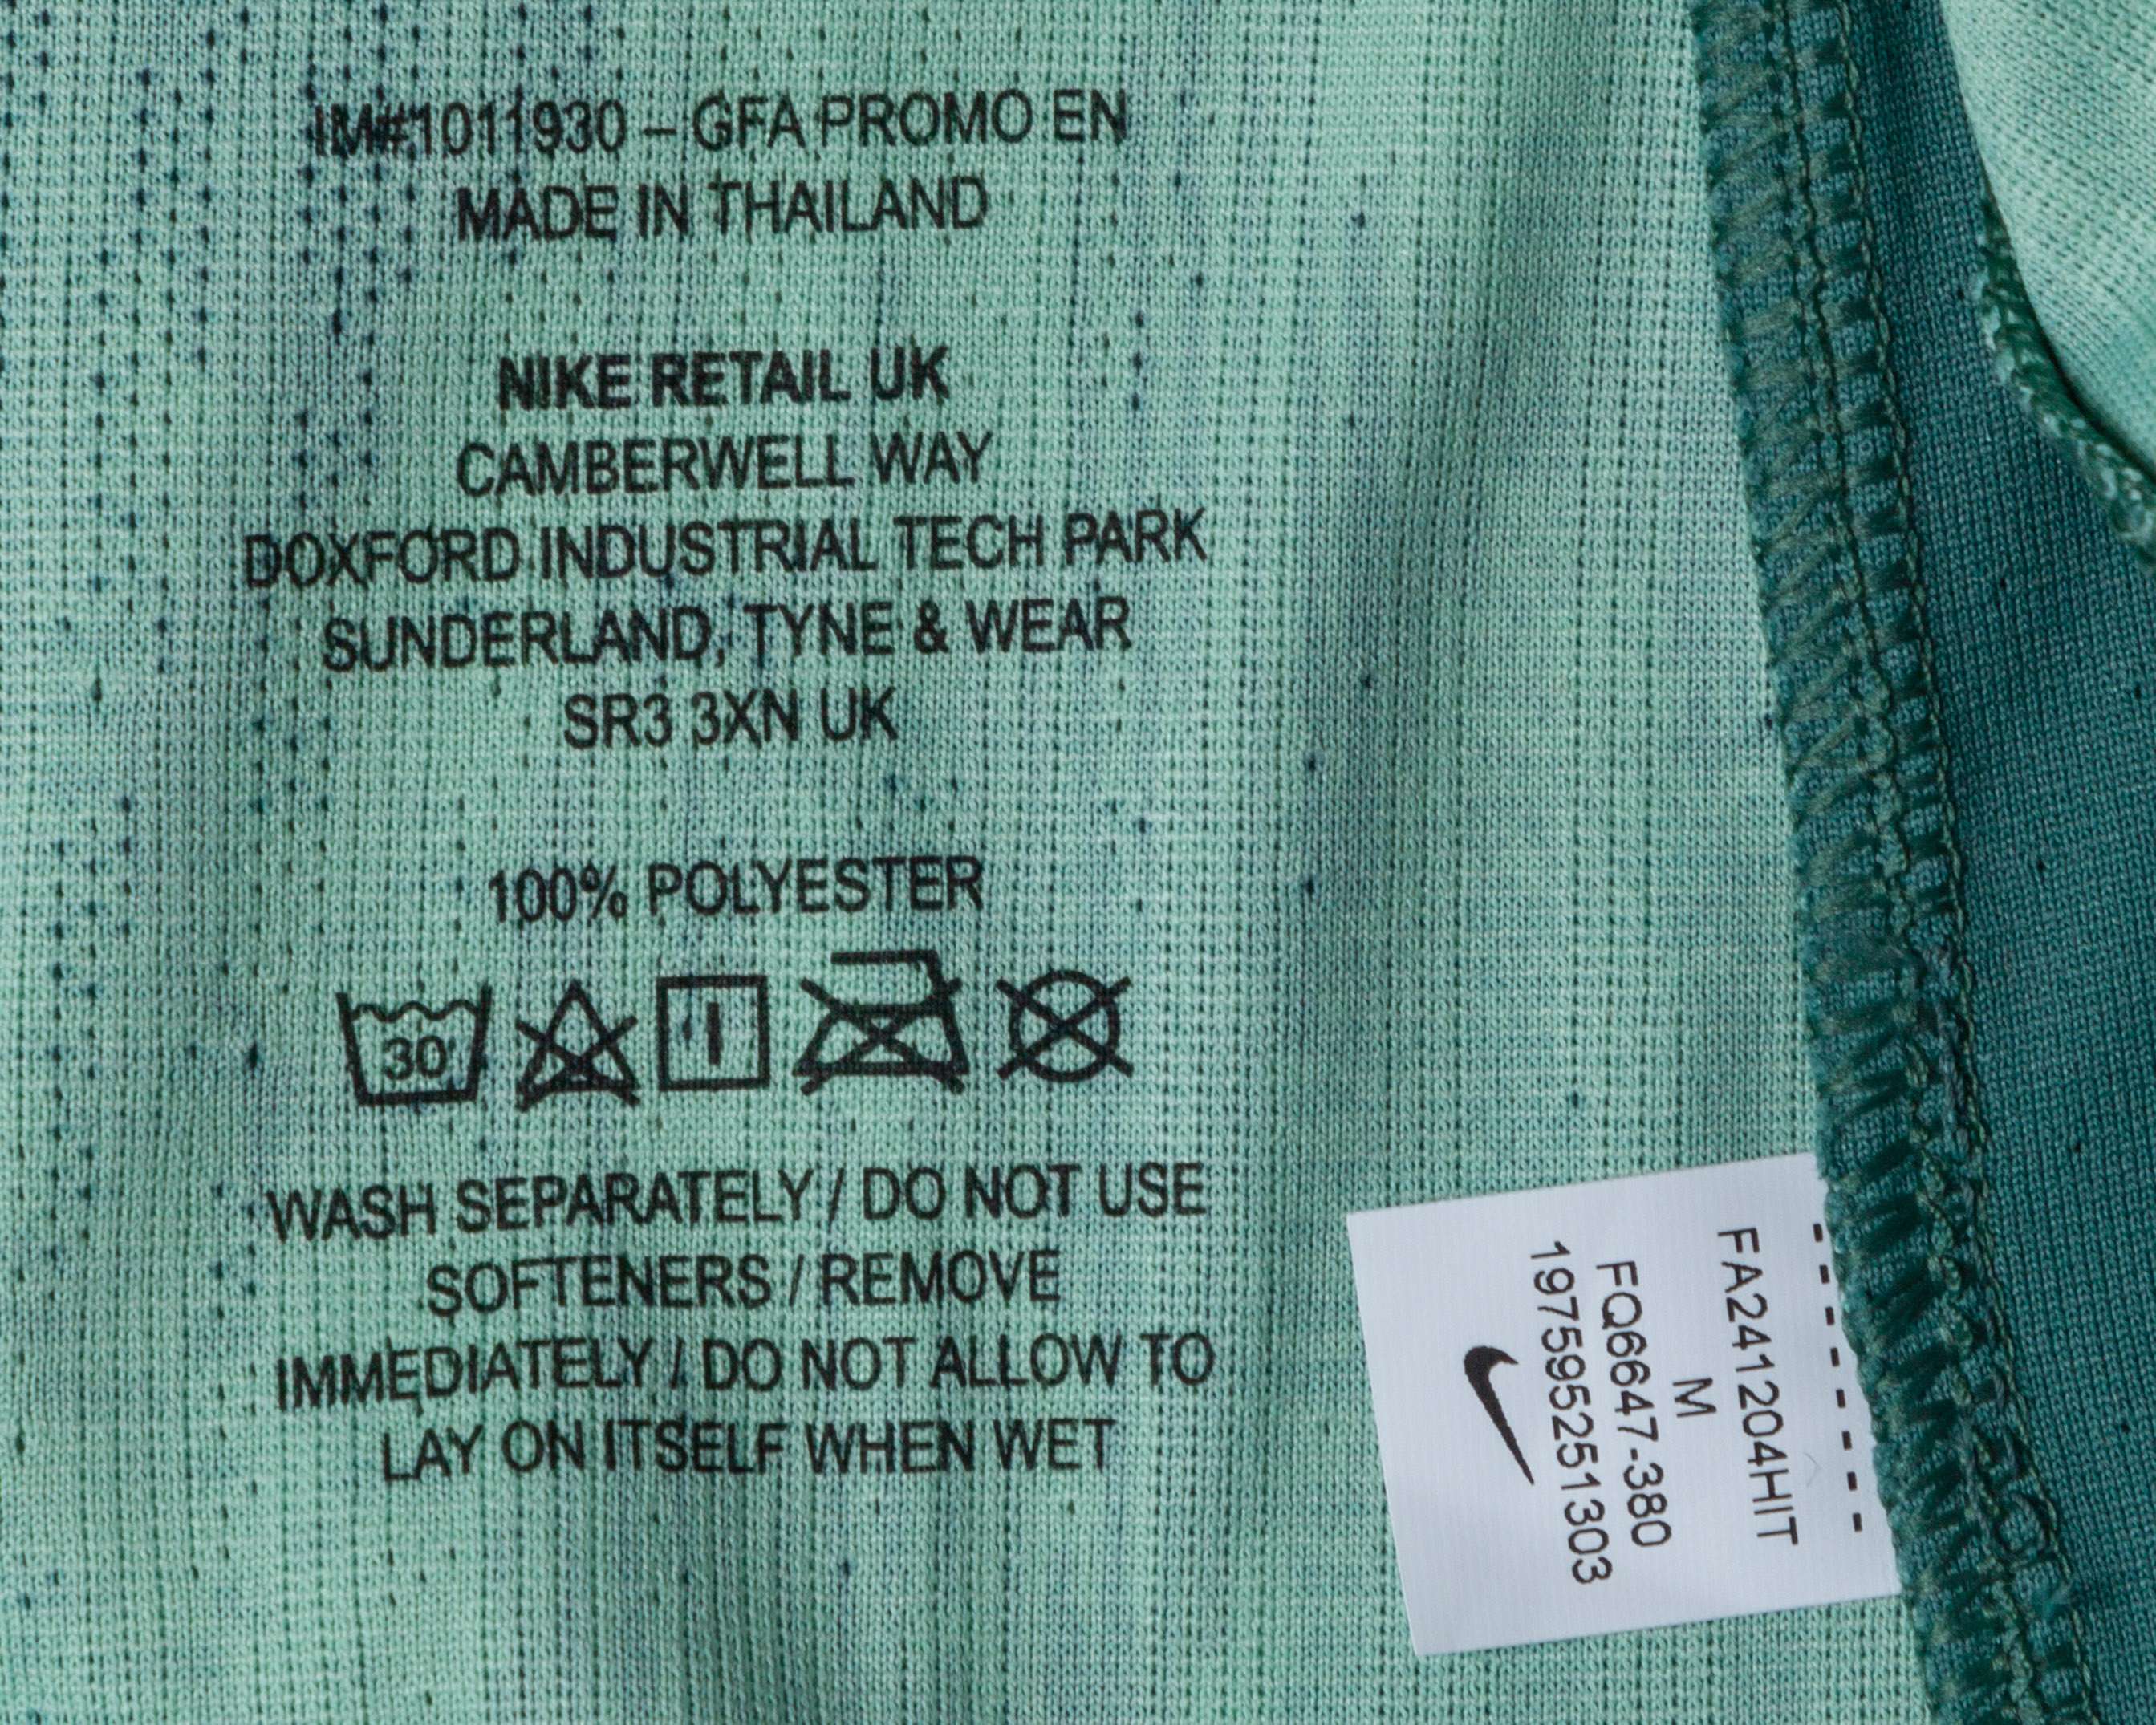 IM#1011930 – GFA PROMO EN
MADE IN THAILAND
NIKE RETAIL UK
CAMBERWELL WAY
DOXFORD INDUSTRIAL TECH PARK
SUNDERLAND, TYNE & WEAR
SR3 3XN UK
100% POLYESTER
30
WASH SEPARATELY / DO NOT USE
SOFTENERS / REMOVE
IMMEDIATELY / DO NOT ALLOW TO
LAY ON ITSELF WHEN WET
FA241204HIT
M
FQ6647-380
197595251303